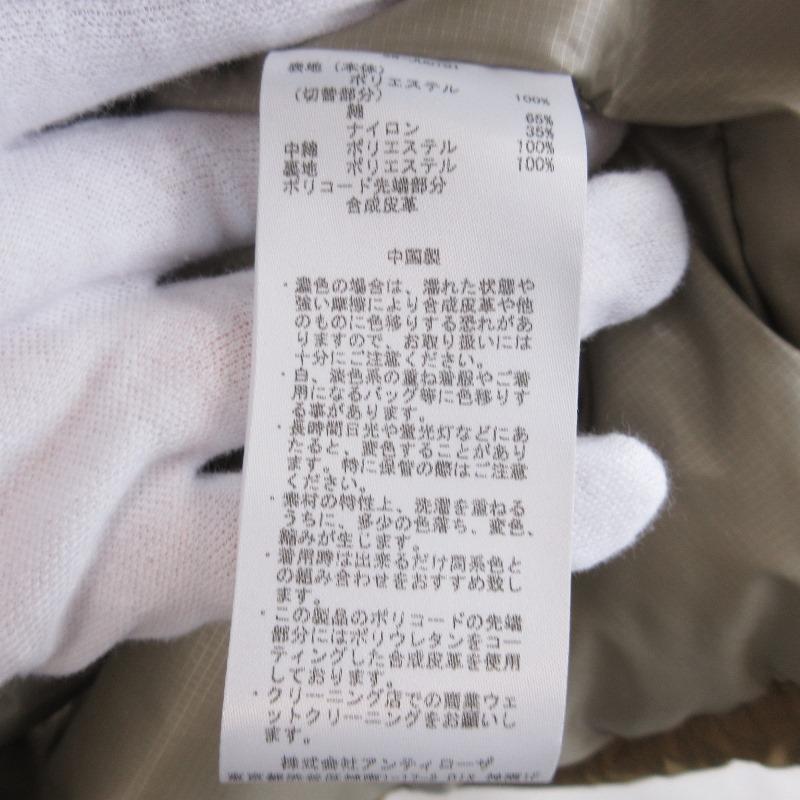 表地(本体)
ポリエステル 100%
(切替部分)
綿 65%
ナイロン 35%
中綿 ポリエステル 100%
裏地 ポリエステル 100%
ポリコード先端部分
合成皮革
中国製
・濃色の場合は、濡れた状態や
強い摩擦により合成皮革や他
のものに色移りする恐れがあ
りますので、お取り扱いには
十分にご注意ください。
・白、淡色系の重ね着服やご着
用になるバッグ等に色移りす
る事があります。
・長時間日光や蛍光灯などにあ
たると、変色することがあり
ます。特に保管の際はご注意
ください。
・素材の特性上、洗濯を重ねる
うちに、多少の色落ち、変色、
縮みが生じます。
・着用時は出来るだけ同系色と
の組み合わせをおすすめ致し
ます。
・この製品のポリコードの先端
部分にはポリウレタンをコー
ティングした合成皮革を使用
しております。
・クリーニング店での商業ウェ
ットクリーニングをお願いし
ます。
株式会社アンティローザ
東京都渋谷区神宮